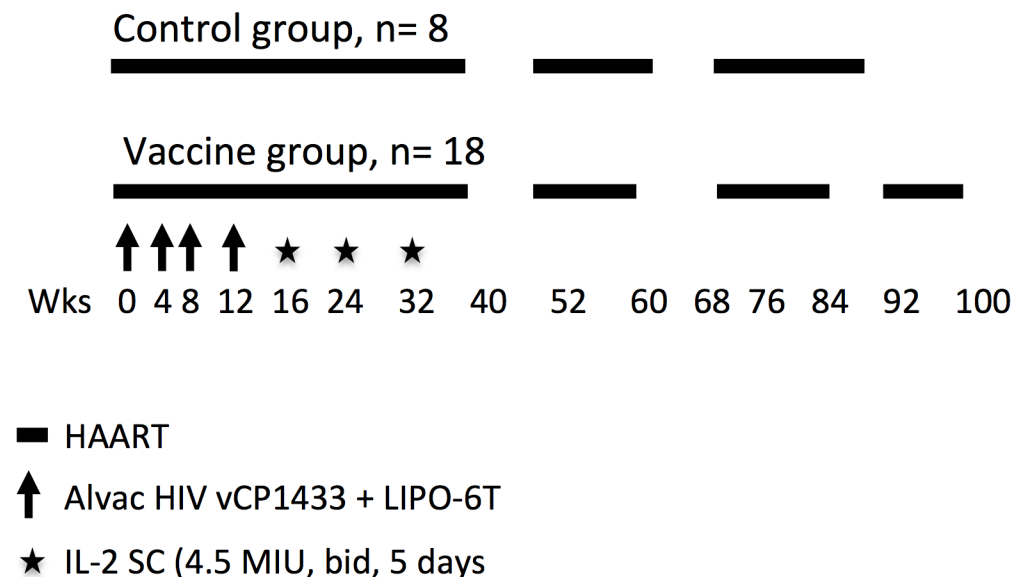 Control group, n= 8
Vaccine group, n= 18
Wks 0 4 8 12 16 24 32 40 52 60 68 76 84 92 100
HAART
Alvac HIV vCP1433 + LIPO-6T
IL-2 SC (4.5 MIU, bid, 5 days